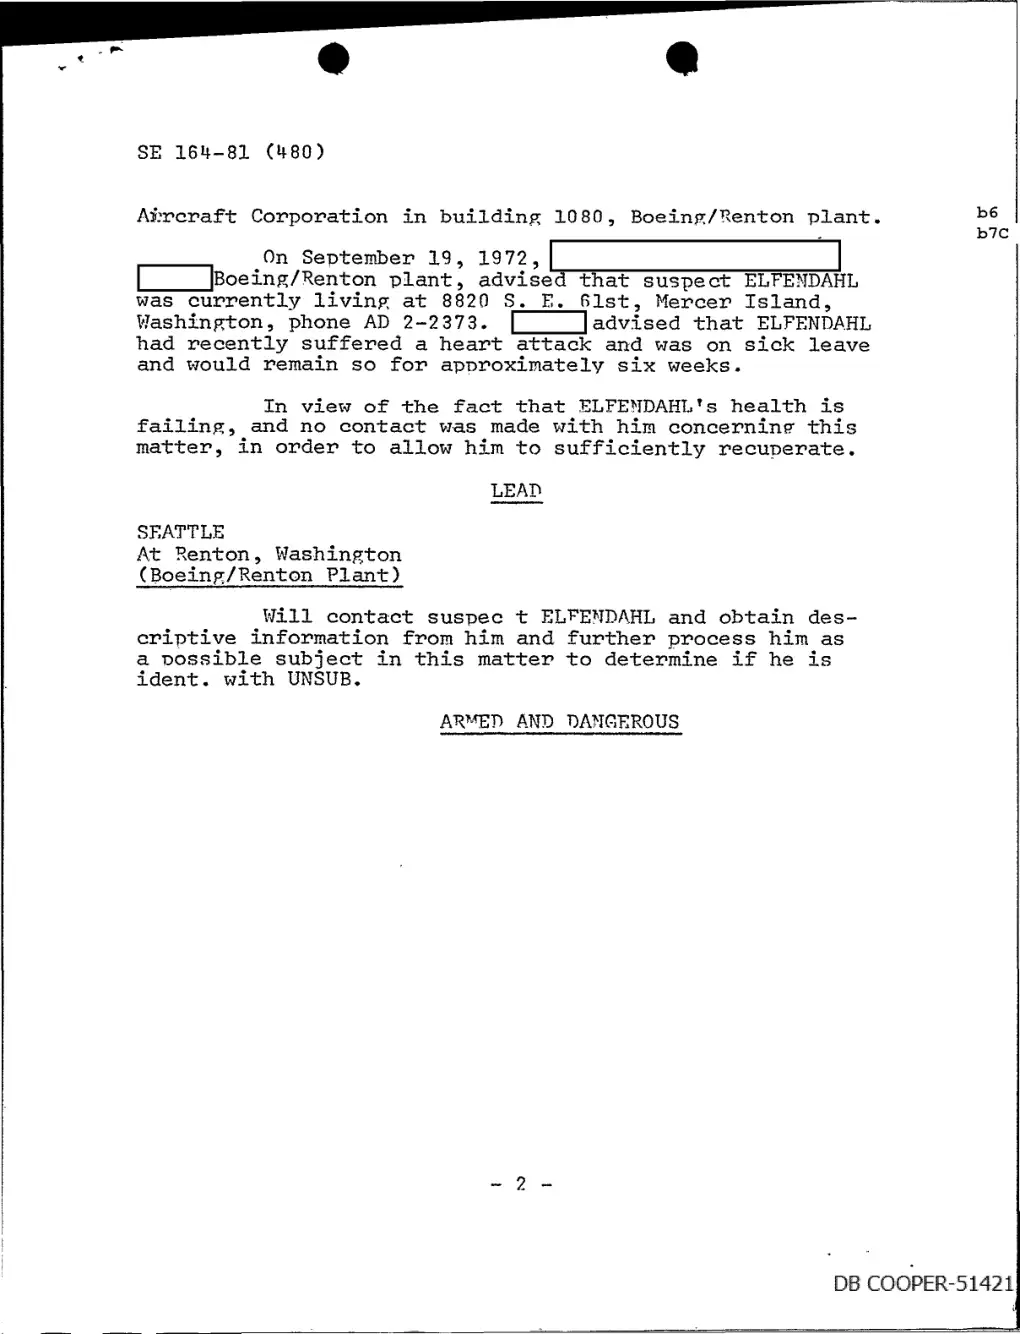 SE 164-81 (480)
Aircraft Corporation in building 1080, Boeing/Renton plant.
b6
b7C
On September 19, 1972,
Boeing/Renton plant, advised that suspect ELFENDAHL
was currently living at 8820 S. E. 61st, Mercer Island,
Washington, phone AD 2-2373. advised that ELFENDAHL
had recently suffered a heart attack and was on sick leave
and would remain so for approximately six weeks.
In view of the fact that ELFENDAHL's health is
failing, and no contact was made with him concerning this
matter, in order to allow him to sufficiently recuperate.
LEAD
SEATTLE
At Renton, Washington
(Boeing/Renton Plant)
Will contact suspec t ELFENDAHL and obtain des-
criptive information from him and further process him as
a possible subject in this matter to determine if he is
ident. with UNSUB.
ARMED AND DANGEROUS
- 2 -
DB COOPER-51421